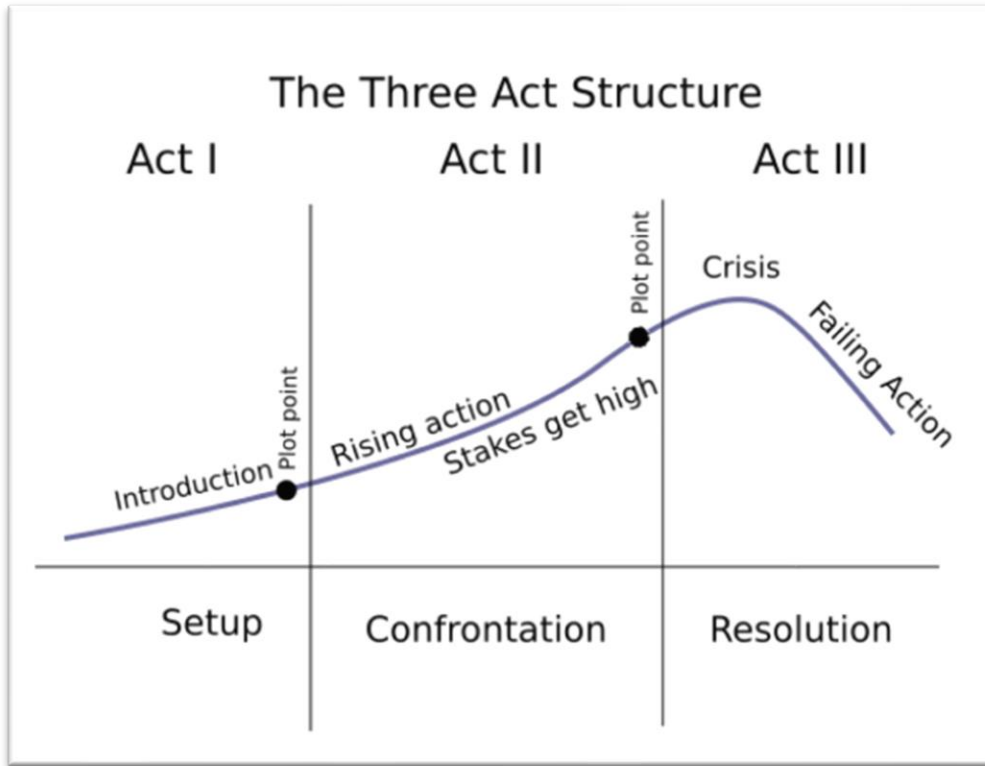 The Three Act Structure
Act I
Act II
Act III
Introduction
Plot point
Rising action
Stakes get high
Plot point
Crisis
Failing Action
Setup
Confrontation
Resolution